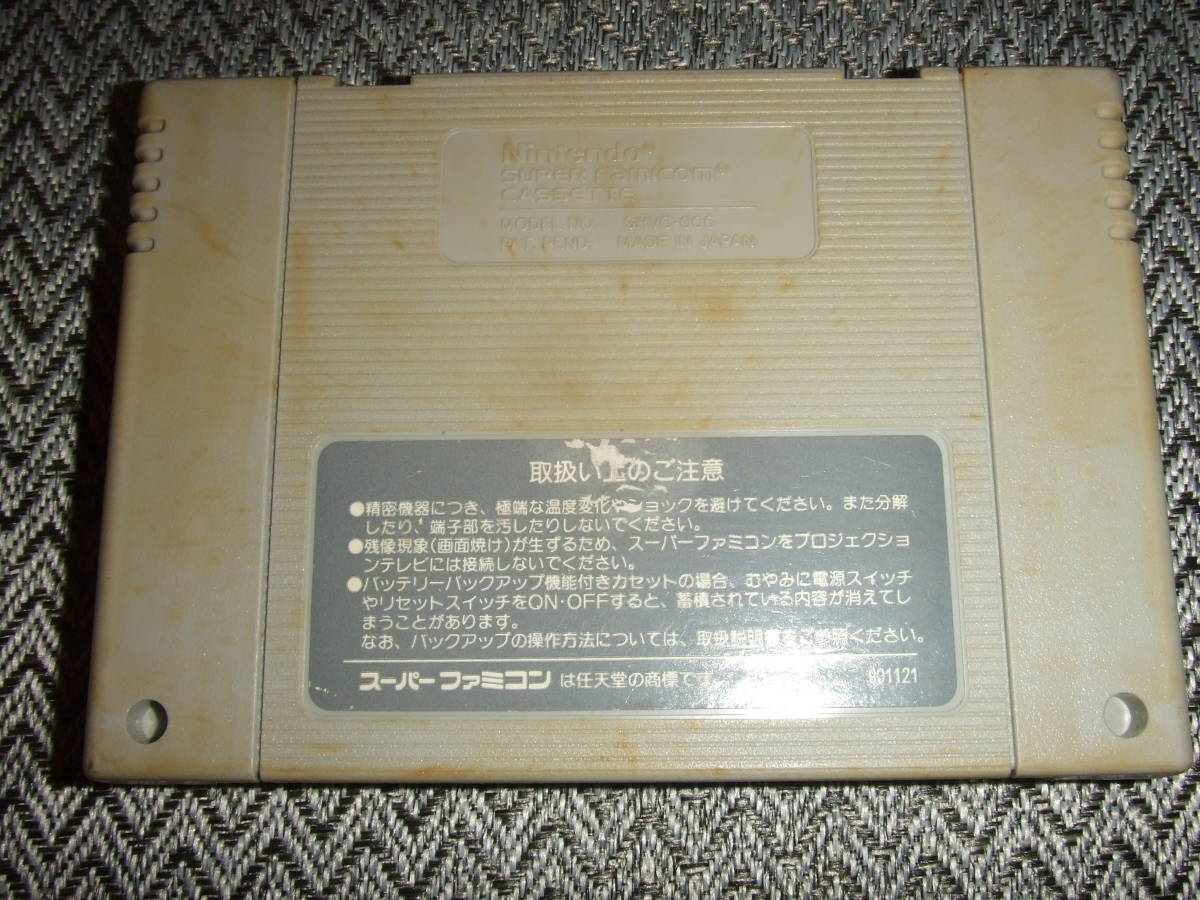 Nintendo®
SUPER Famicom®
CASSETTE
MODEL NO. SHVC-006
PAT. PEND. MADE IN JAPAN
取扱い上のご注意
●精密機器につき、極端な温度変化やショックを避けてください。また分解
したり、端子部を汚したりしないでください。
●残像現象(画面焼け)が生ずるため、スーパーファミコンをプロジェクショ
ンテレビには接続しないでください。
●バッテリーバックアップ機能付きカセットの場合、むやみに電源スイッチ
やリセットスイッチをON・OFFすると、蓄積されている内容が消えてし
まうことがあります。
なお、バックアップの操作方法については、取扱説明書をご参照ください。
スーパーファミコン は任天堂の商標です。 901121